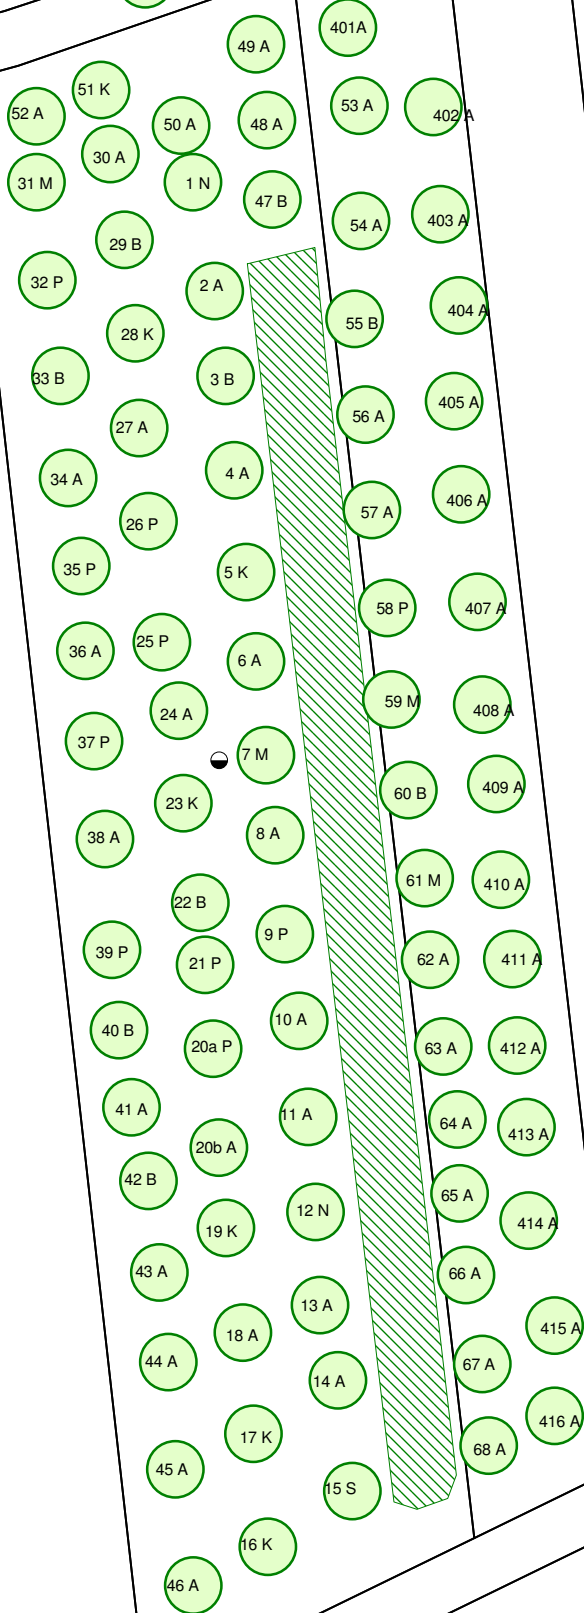 401A
49 A
51 K
53 A
52 A
402 A
50 A
48 A
30 A
31 M
1 N
47 B
403 A
54 A
29 B
32 P
2 A
404 A
55 B
28 K
33 B
3 B
405 A
56 A
27 A
4 A
34 A
406 A
57 A
26 P
35 P
5 K
407 A
58 P
25 P
36 A
6 A
59 M
408 A
24 A
37 P
7 M
409 A
60 B
23 K
8 A
38 A
61 M
410 A
22 B
9 P
39 P
62 A
411 A
21 P
10 A
40 B
20a P
63 A
412 A
41 A
11 A
64 A
413 A
20b A
42 B
65 A
12 N
414 A
19 K
43 A
66 A
13 A
415 A
18 A
44 A
67 A
14 A
416 A
17 K
68 A
45 A
15 S
16 K
46 A